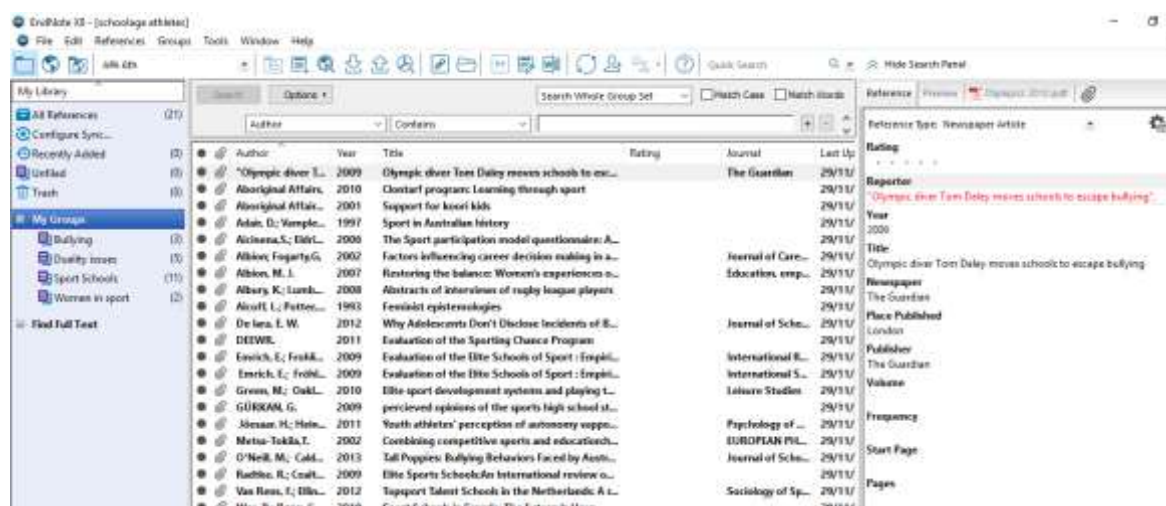 EndNote X8 - [schoolage athletes]
File Edit References Groups Tools Window Help
APA 6th
Quick Search
Hide Search Panel
My Library
All References (21)
Configure Sync...
Recently Added (0)
Unfiled (0)
Trash (0)
My Groups
Bullying (3)
Duality issues (5)
Sport Schools (11)
Women in sport (2)
Find Full Text
Search Options
Search Whole Group Set Match Case Match Words
Author Contains
Author Year Title Rating Journal Last Up
"Olympic diver T... 2009 Olympic diver Tom Daley moves schools to esc... The Guardian 29/11/
Aboriginal Affairs, 2010 Clontarf program: Learning through sport 29/11/
Aboriginal Affair... 2001 Support for koori kids 29/11/
Adair, D.; Vample... 1997 Sport in Australian history 29/11/
Aicinena,S.; Eldri... 2000 The Sport participation model questionnaire: A... 29/11/
Albion; Fogarty,G, 2002 Factors influencing career decision making in a... Journal of Care... 29/11/
Albion, M. J. 2007 Restoring the balance: Women's experiences o... Education, emp... 29/11/
Albury, K.; Lumb... 2008 Abstracts of interviews of rugby league players 29/11/
Alcoff, L.; Potter,... 1993 Feminist epistemologies 29/11/
De lara, E. W. 2012 Why Adolescents Don't Disclose Incidents of B... Journal of Scho... 29/11/
DEEWR. 2011 Evaluation of the Sporting Chance Program 29/11/
Emrich, E.; Frohli... 2009 Evaluation of the Elite Schools of Sport : Empiri... International R... 29/11/
Emrich, E.; Fröhl... 2009 Evaluation of the Elite Schools of Sport : Empiri... International S... 29/11/
Green, M.; Oakl... 2010 Elite sport development systems and playing t... Leisure Studies 29/11/
GÜRKAN, G. 2009 percieved opinions of the sports high school st... 29/11/
Jõesaar, H.; Hein... 2011 Youth athletes' perception of autonomy suppo... Psychology of ... 29/11/
Metsa-Tokila,T. 2002 Combining competitive sports and educationch... EUROPEAN PH... 29/11/
O'Neill, M.; Cald... 2013 Tall Poppies: Bullying Behaviors Faced by Austr... Journal of Scho... 29/11/
Radtke, R.; Coalt... 2009 Elite Sports Schools:An International review o... 29/11/
Van Rens, F.; Ellin... 2012 Topsport Talent Schools in the Netherlands: A c... Sociology of Sp... 29/11/
Reference Preview
Reference Type: Newspaper Article
Rating
Reporter
"Olympic diver Tom Daley moves schools to escape bullying".
Year
2009
Title
Olympic diver Tom Daley moves schools to escape bullying
Newspaper
The Guardian
Place Published
London
Publisher
The Guardian
Volume
Frequency
Start Page
Pages